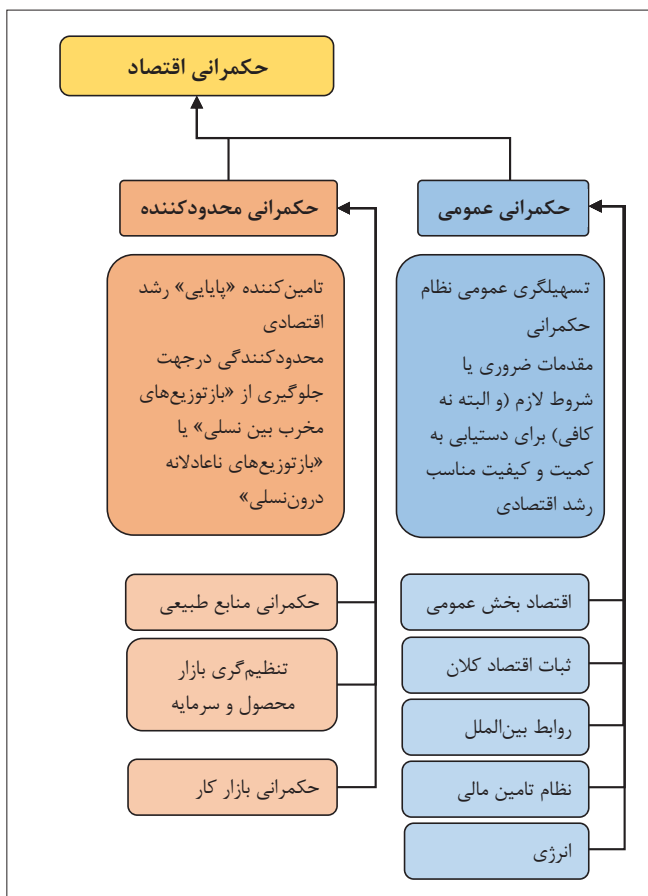 حکمرانی اقتصاد
حکمرانی عمومی
تسهیلگری عمومی نظام
حکمرانی
مقدمات ضروری یا
شروط لازم (و البته نه
کافی) برای دستیابی به
کمیت و کیفیت مناسب
رشد اقتصادی
اقتصاد بخش عمومی
ثبات اقتصاد کلان
روابط بین‌الملل
نظام تامین مالی
انرژی
حکمرانی محدودکننده
تامین‌کننده «پایایی» رشد
اقتصادی
محدودکنندگی درجهت
جلوگیری از «بازتوزیع‌های
مخرب بین نسلی» یا
«بازتوزیع‌های ناعادلانه
درون‌نسلی»
حکمرانی منابع طبیعی
تنظیم‌گری بازار
محصول و سرمایه
حکمرانی بازار کار